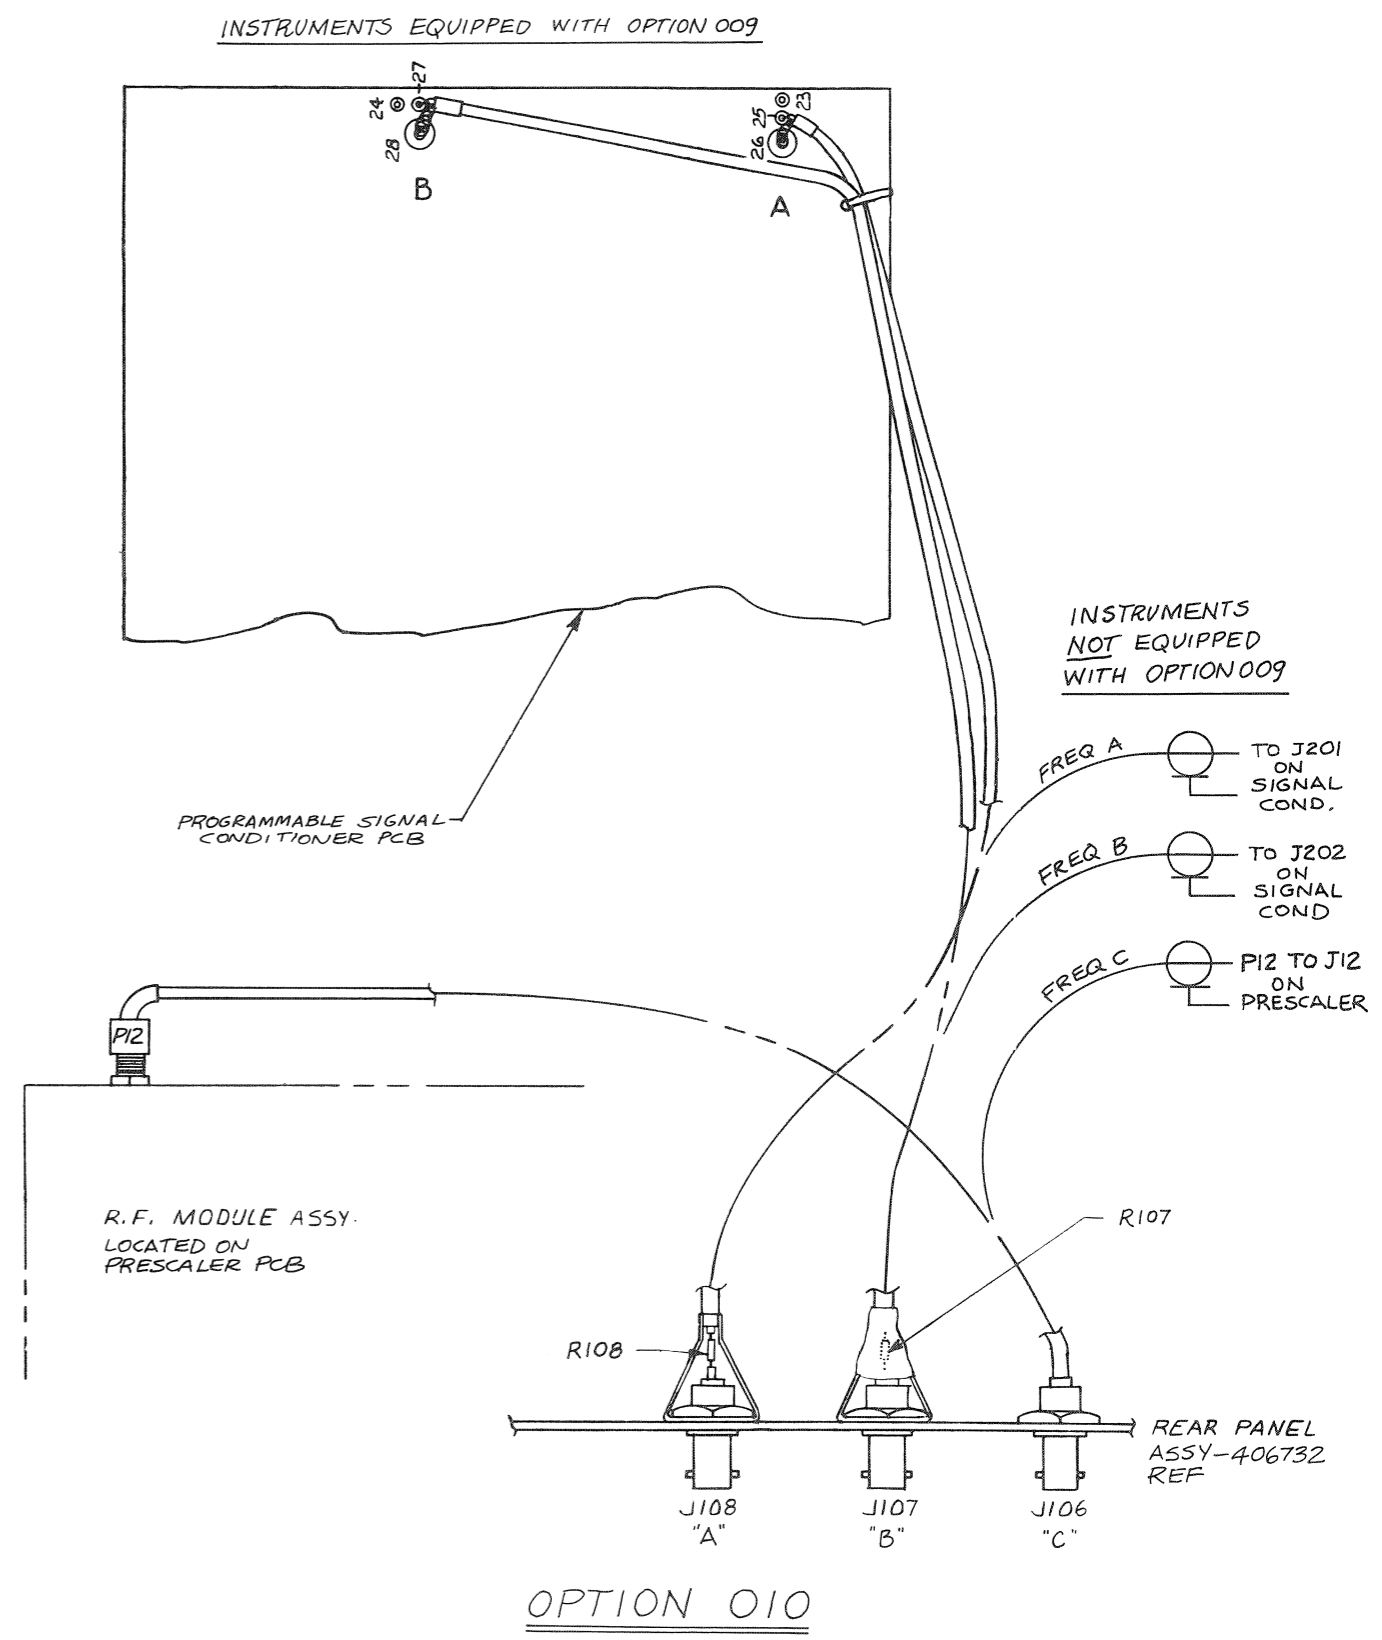 INSTRUMENTS EQUIPPED WITH OPTION 009
27
24
28
B
23
25
26
A
INSTRUMENTS
NOT EQUIPPED
WITH OPTION 009
FREQ A
TO J201
ON
SIGNAL
COND.
PROGRAMMABLE SIGNAL
CONDITIONER PCB
FREQ B
TO J202
ON
SIGNAL
COND
FREQ C
P12 TO J12
ON
PRESCALER
P12
R.F. MODULE ASSY.
LOCATED ON
PRESCALER PCB
R107
R108
REAR PANEL
ASSY-406732
REF
J108
"A"
J107
"B"
J106
"C"
OPTION 010